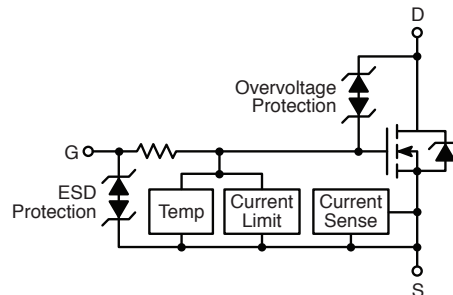 D
Overvoltage
Protection
G
ESD
Protection
Temp
Current
Limit
Current
Sense
S